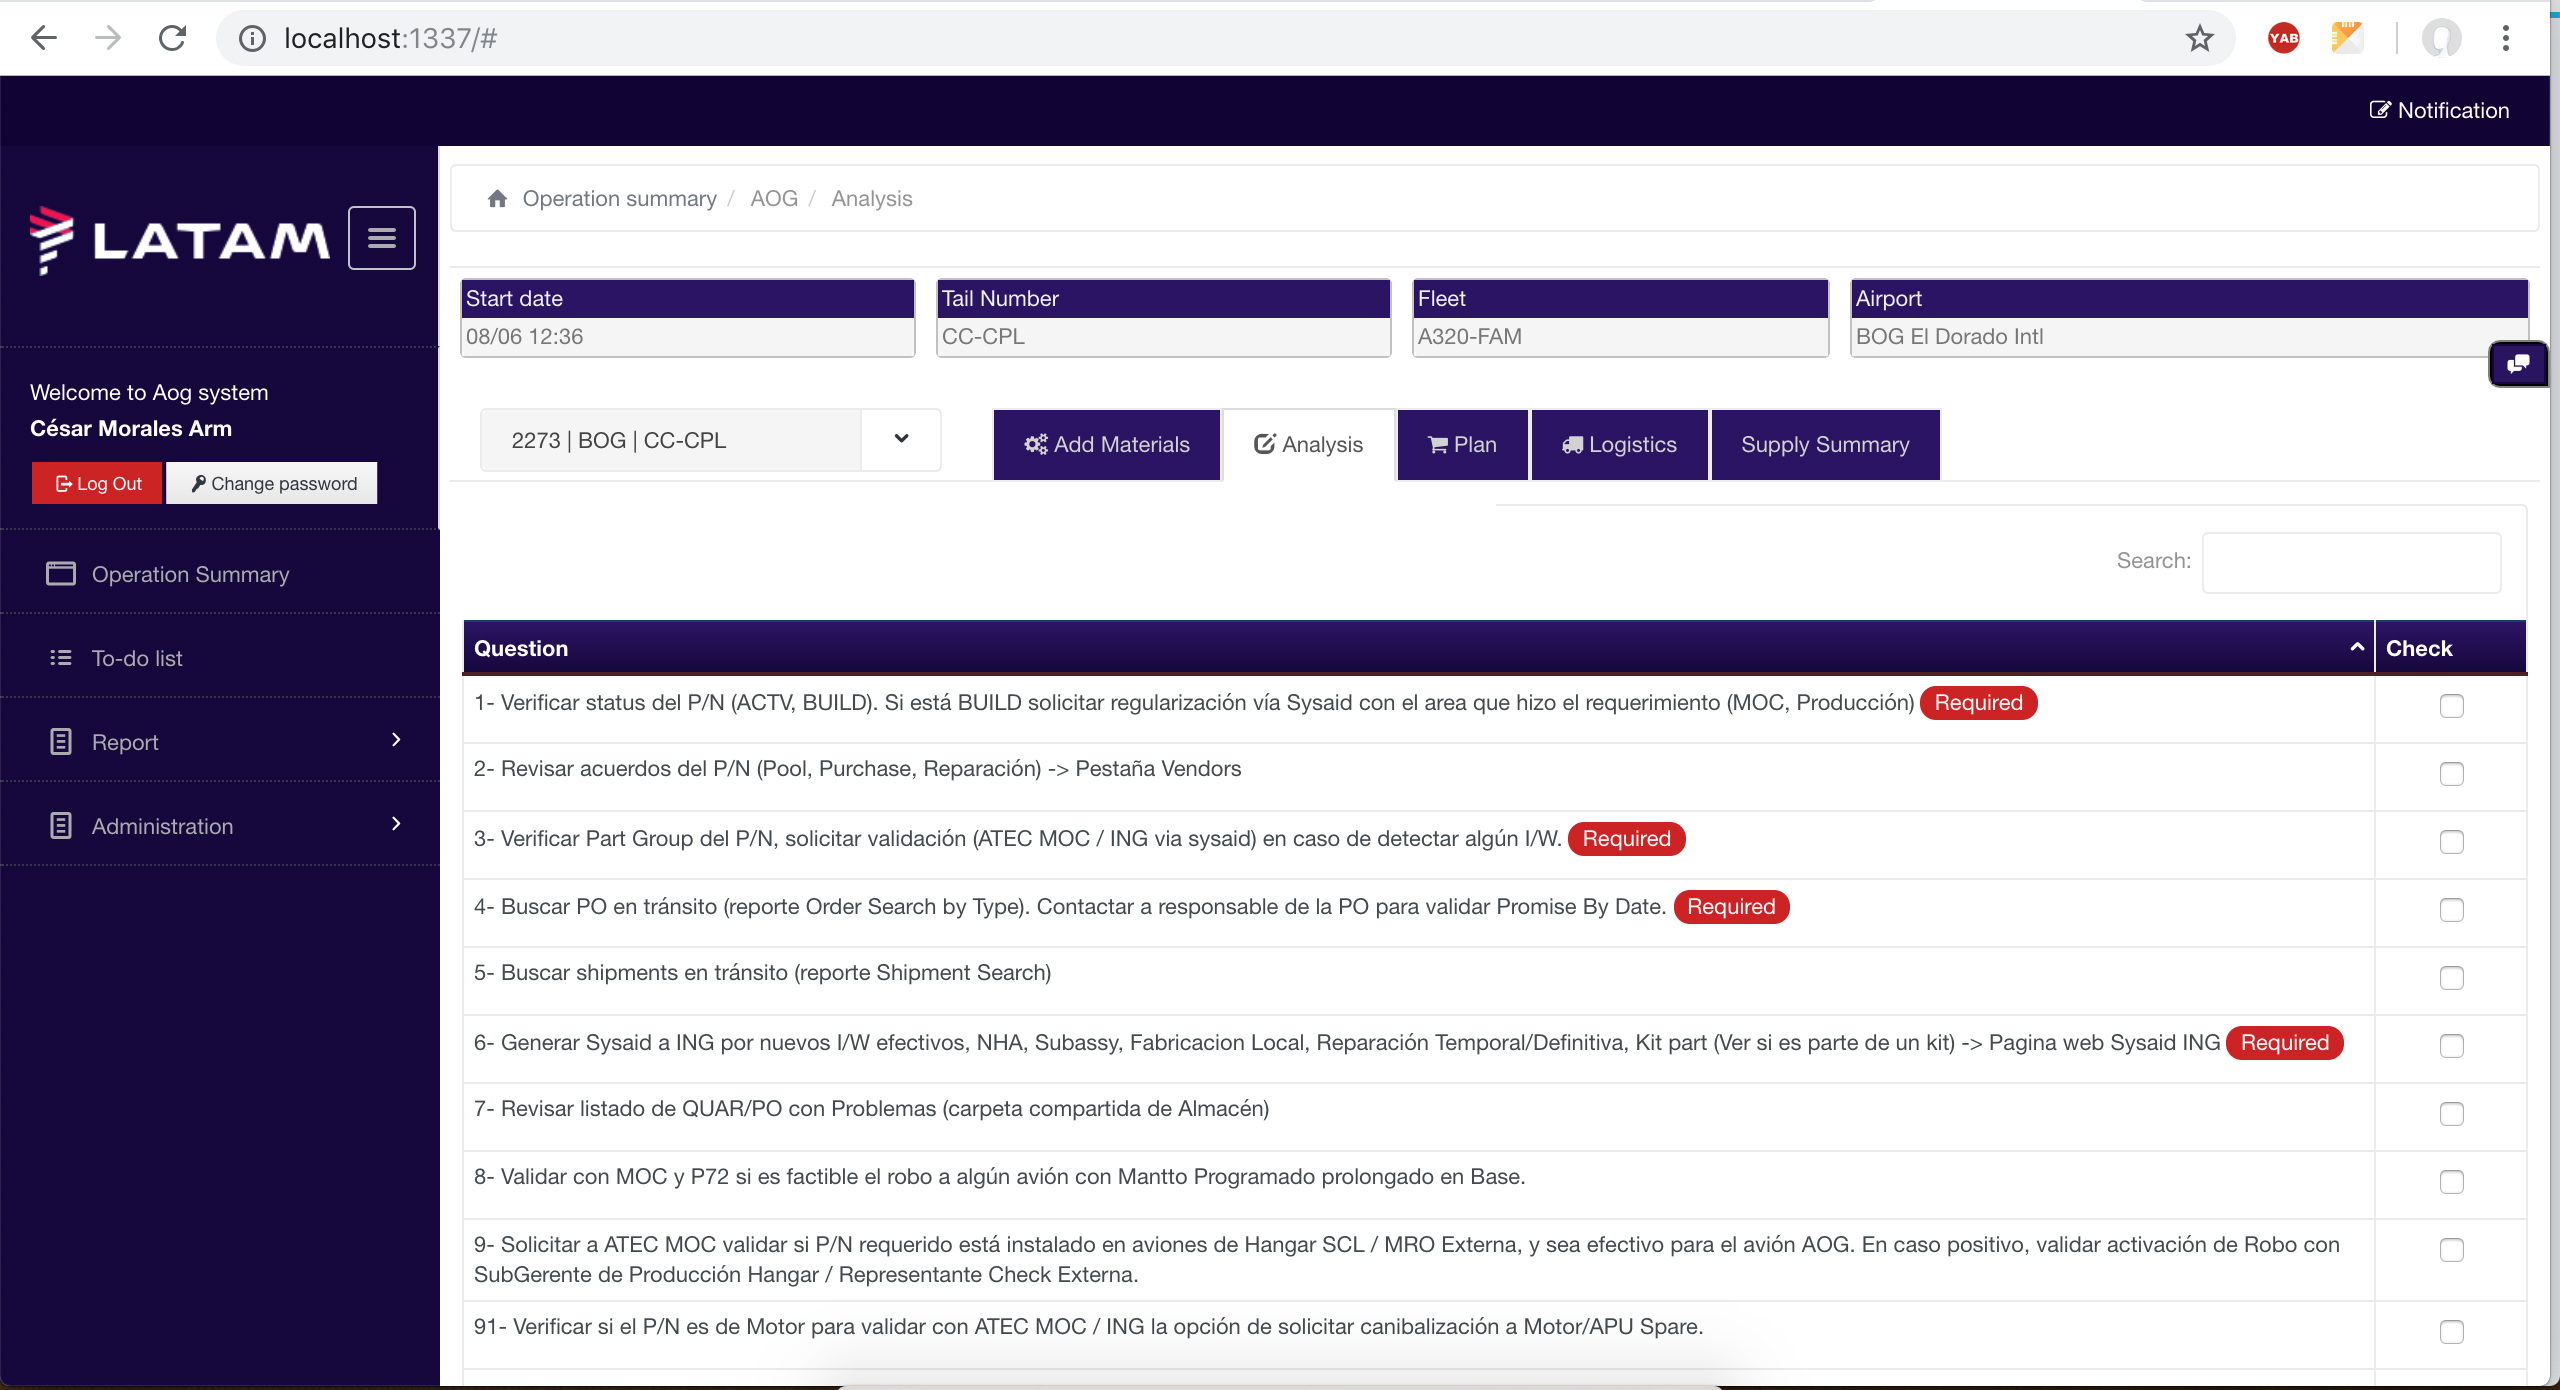 localhost:1337/#
YAB
Notification
LATAM
Operation summary / AOG / Analysis
Start date
08/06 12:36
Tail Number
CC-CPL
Fleet
A320-FAM
Airport
BOG El Dorado Intl
Welcome to Aog system
César Morales Arm
Log Out
Change password
Operation Summary
To-do list
Report
Administration
2273 | BOG | CC-CPL
Add Materials
Analysis
Plan
Logistics
Supply Summary
Search:
Question
Check
1- Verificar status del P/N (ACTV, BUILD). Si está BUILD solicitar regularización vía Sysaid con el area que hizo el requerimiento (MOC, Producción) Required
2- Revisar acuerdos del P/N (Pool, Purchase, Reparación) -> Pestaña Vendors
3- Verificar Part Group del P/N, solicitar validación (ATEC MOC / ING via sysaid) en caso de detectar algún I/W. Required
4- Buscar PO en tránsito (reporte Order Search by Type). Contactar a responsable de la PO para validar Promise By Date. Required
5- Buscar shipments en tránsito (reporte Shipment Search)
6- Generar Sysaid a ING por nuevos I/W efectivos, NHA, Subassy, Fabricacion Local, Reparación Temporal/Definitiva, Kit part (Ver si es parte de un kit) -> Pagina web Sysaid ING Required
7- Revisar listado de QUAR/PO con Problemas (carpeta compartida de Almacén)
8- Validar con MOC y P72 si es factible el robo a algún avión con Mantto Programado prolongado en Base.
9- Solicitar a ATEC MOC validar si P/N requerido está instalado en aviones de Hangar SCL / MRO Externa, y sea efectivo para el avión AOG. En caso positivo, validar activación de Robo con
SubGerente de Producción Hangar / Representante Check Externa.
91- Verificar si el P/N es de Motor para validar con ATEC MOC / ING la opción de solicitar canibalización a Motor/APU Spare.